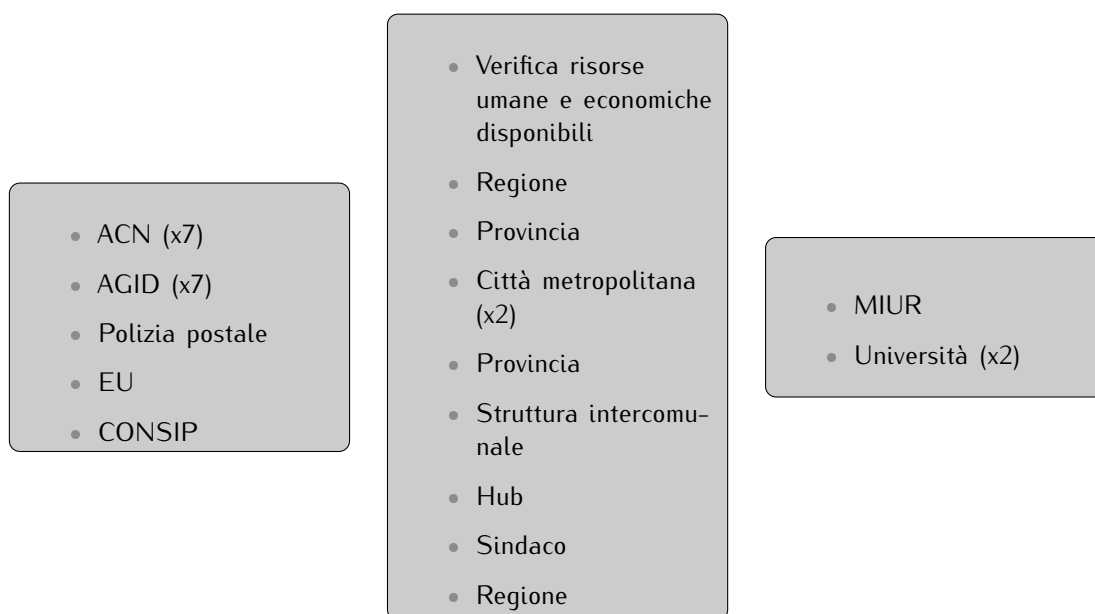 ACN (x7)
AGID (x7)
Polizia postale
EU
CONSIP
Verifica risorse
umane e economiche
disponibili
Regione
Provincia
Città metropolitana
(x2)
Provincia
Struttura intercomu-
nale
Hub
Sindaco
Regione
MIUR
Università (x2)